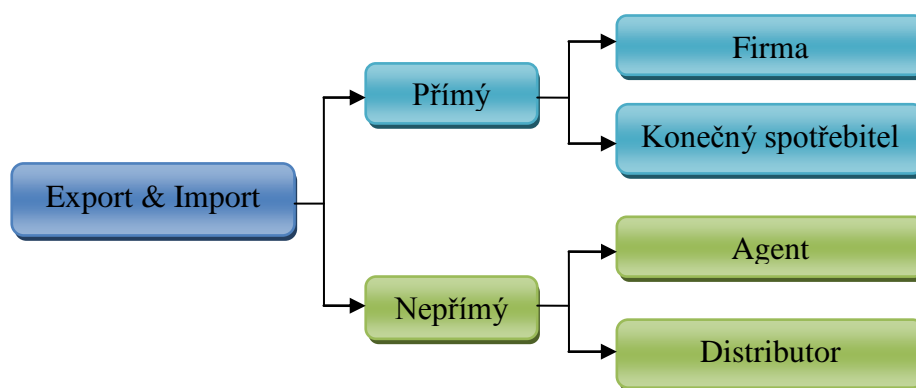 Export & Import
Přímý
Firma
Konečný spotřebitel
Nepřímý
Agent
Distributor